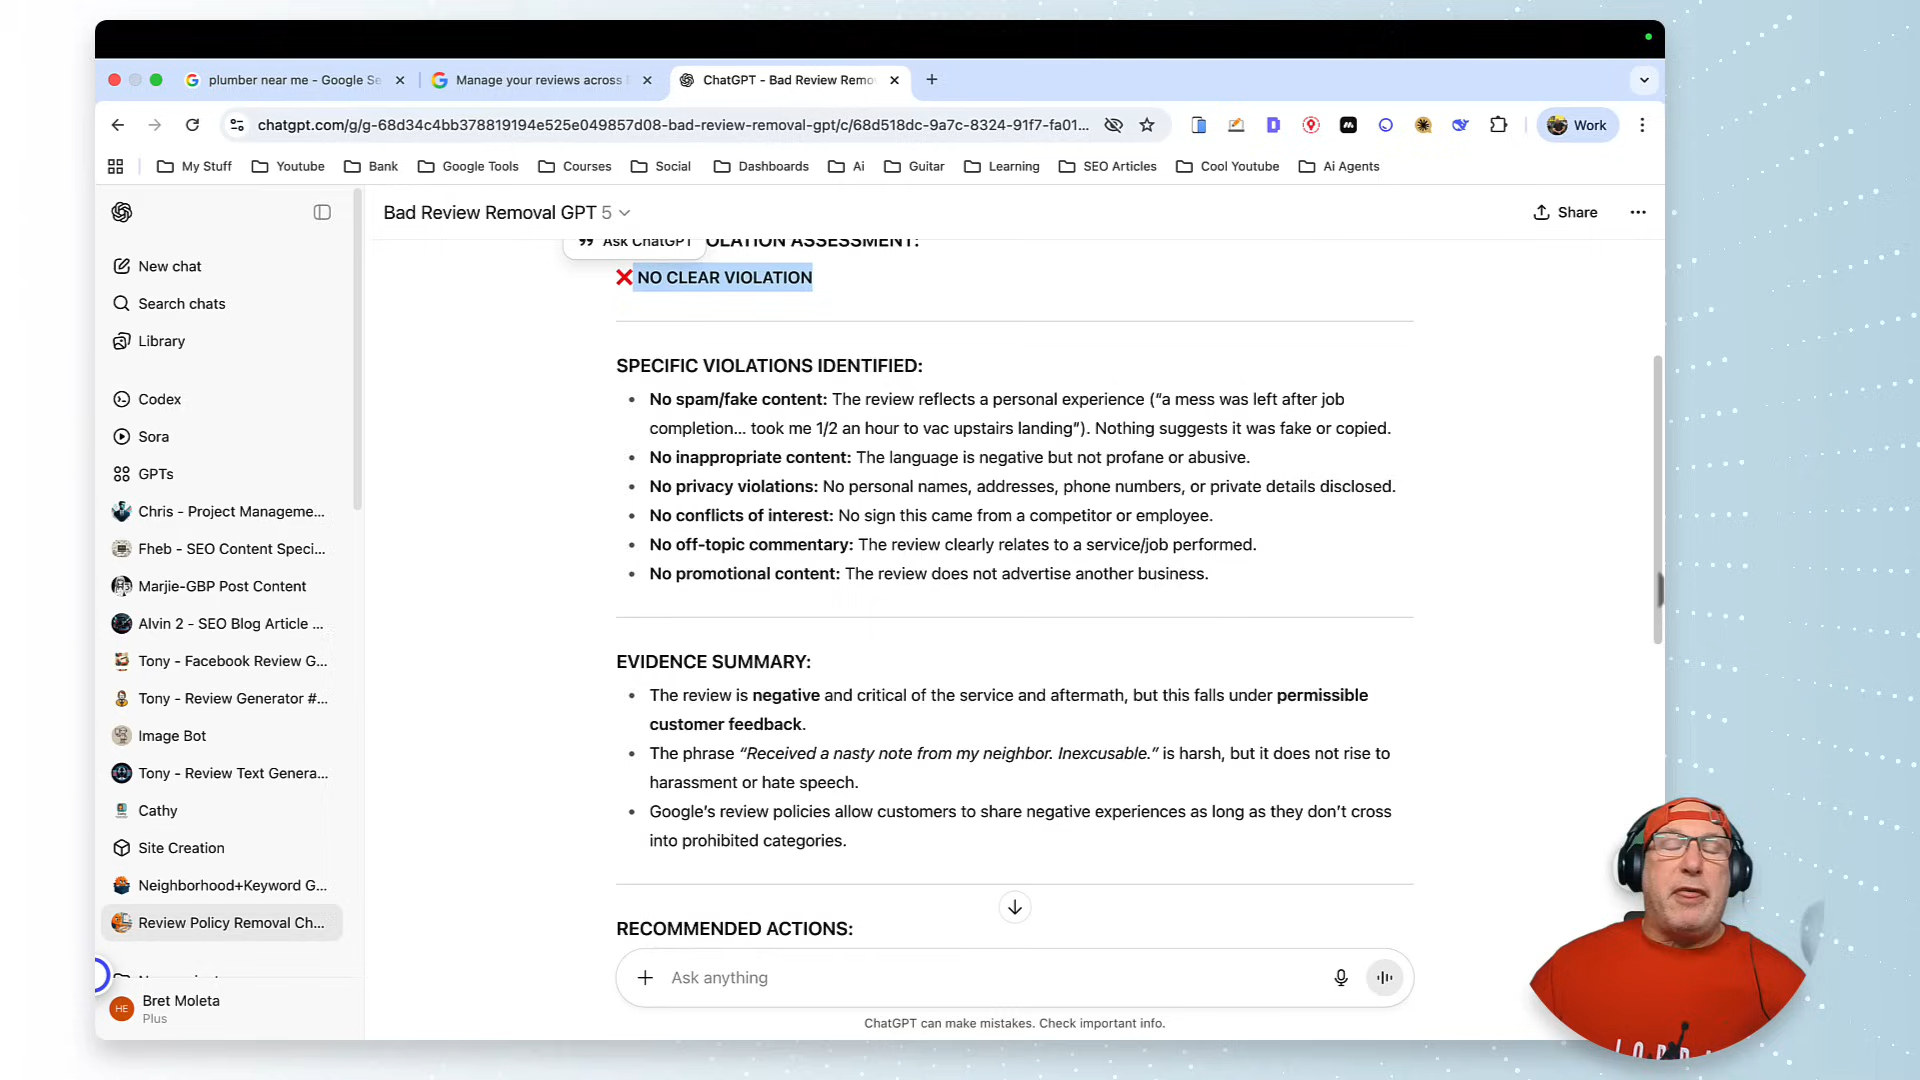 plumber near me - Google Se
Manage your reviews across
ChatGPT - Bad Review Remo
chatgpt.com/g/g-68d34c4bb378819194e525e049857d08-bad-review-removal-gpt/c/68d518dc-9a7c-8324-91f7-fa01...
Work
My Stuff
Youtube
Bank
Google Tools
Courses
Social
Dashboards
Ai
Guitar
Learning
SEO Articles
Cool Youtube
Ai Agents
New chat
Search chats
Library
Codex
Sora
GPTs
Chris - Project Manageme...
Fheb - SEO Content Speci...
Marjie-GBP Post Content
Alvin 2 - SEO Blog Article ...
Tony - Facebook Review G...
Tony - Review Generator #...
Image Bot
Tony - Review Text Genera...
Cathy
Site Creation
Neighborhood+Keyword G...
Review Policy Removal Ch...
HE
Bret Moleta
Plus
Bad Review Removal GPT 5
Share
Ask ChatGPT
OLATION ASSESSMENT:
❌ NO CLEAR VIOLATION
SPECIFIC VIOLATIONS IDENTIFIED:
• No spam/fake content: The review reflects a personal experience (“a mess was left after job
completion... took me 1/2 an hour to vac upstairs landing”). Nothing suggests it was fake or copied.
• No inappropriate content: The language is negative but not profane or abusive.
• No privacy violations: No personal names, addresses, phone numbers, or private details disclosed.
• No conflicts of interest: No sign this came from a competitor or employee.
• No off-topic commentary: The review clearly relates to a service/job performed.
• No promotional content: The review does not advertise another business.
EVIDENCE SUMMARY:
• The review is negative and critical of the service and aftermath, but this falls under permissible
customer feedback.
• The phrase “Received a nasty note from my neighbor. Inexcusable.” is harsh, but it does not rise to
harassment or hate speech.
• Google’s review policies allow customers to share negative experiences as long as they don’t cross
into prohibited categories.
RECOMMENDED ACTIONS:
Ask anything
ChatGPT can make mistakes. Check important info.